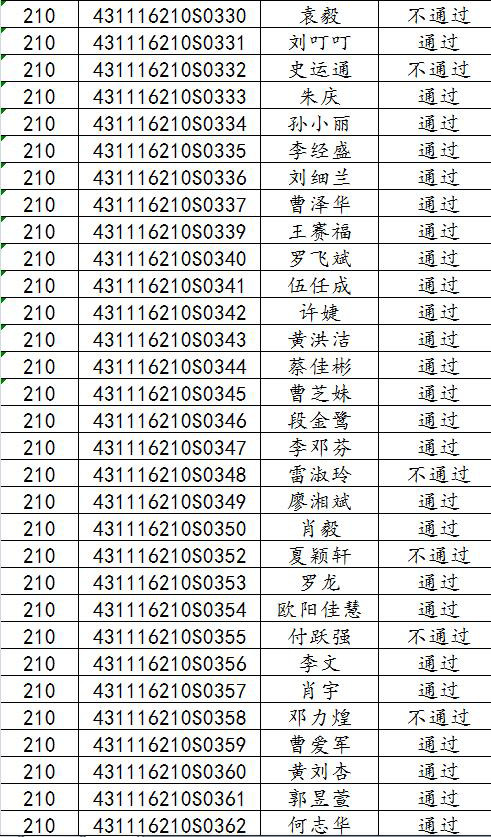 210 431116210S0330 袁毅 不通过
210 431116210S0331 刘叮叮 通过
210 431116210S0332 史运通 不通过
210 431116210S0333 朱庆 通过
210 431116210S0334 孙小丽 通过
210 431116210S0335 李经盛 通过
210 431116210S0336 刘细兰 通过
210 431116210S0337 曹泽华 通过
210 431116210S0339 王赛福 通过
210 431116210S0340 罗飞斌 通过
210 431116210S0341 伍任成 通过
210 431116210S0342 许婕 通过
210 431116210S0343 黄洪洁 通过
210 431116210S0344 蔡佳彬 通过
210 431116210S0345 曹芝妹 通过
210 431116210S0346 段金鹭 通过
210 431116210S0347 李邓芬 通过
210 431116210S0348 雷淑玲 不通过
210 431116210S0349 廖湘斌 通过
210 431116210S0350 肖毅 通过
210 431116210S0352 夏颖轩 不通过
210 431116210S0353 罗龙 通过
210 431116210S0354 欧阳佳慧 通过
210 431116210S0355 付跃强 不通过
210 431116210S0356 李文 通过
210 431116210S0357 肖宇 通过
210 431116210S0358 邓力煌 不通过
210 431116210S0359 曹爱军 通过
210 431116210S0360 黄刘杏 通过
210 431116210S0361 郭昱萱 通过
210 431116210S0362 何志华 通过